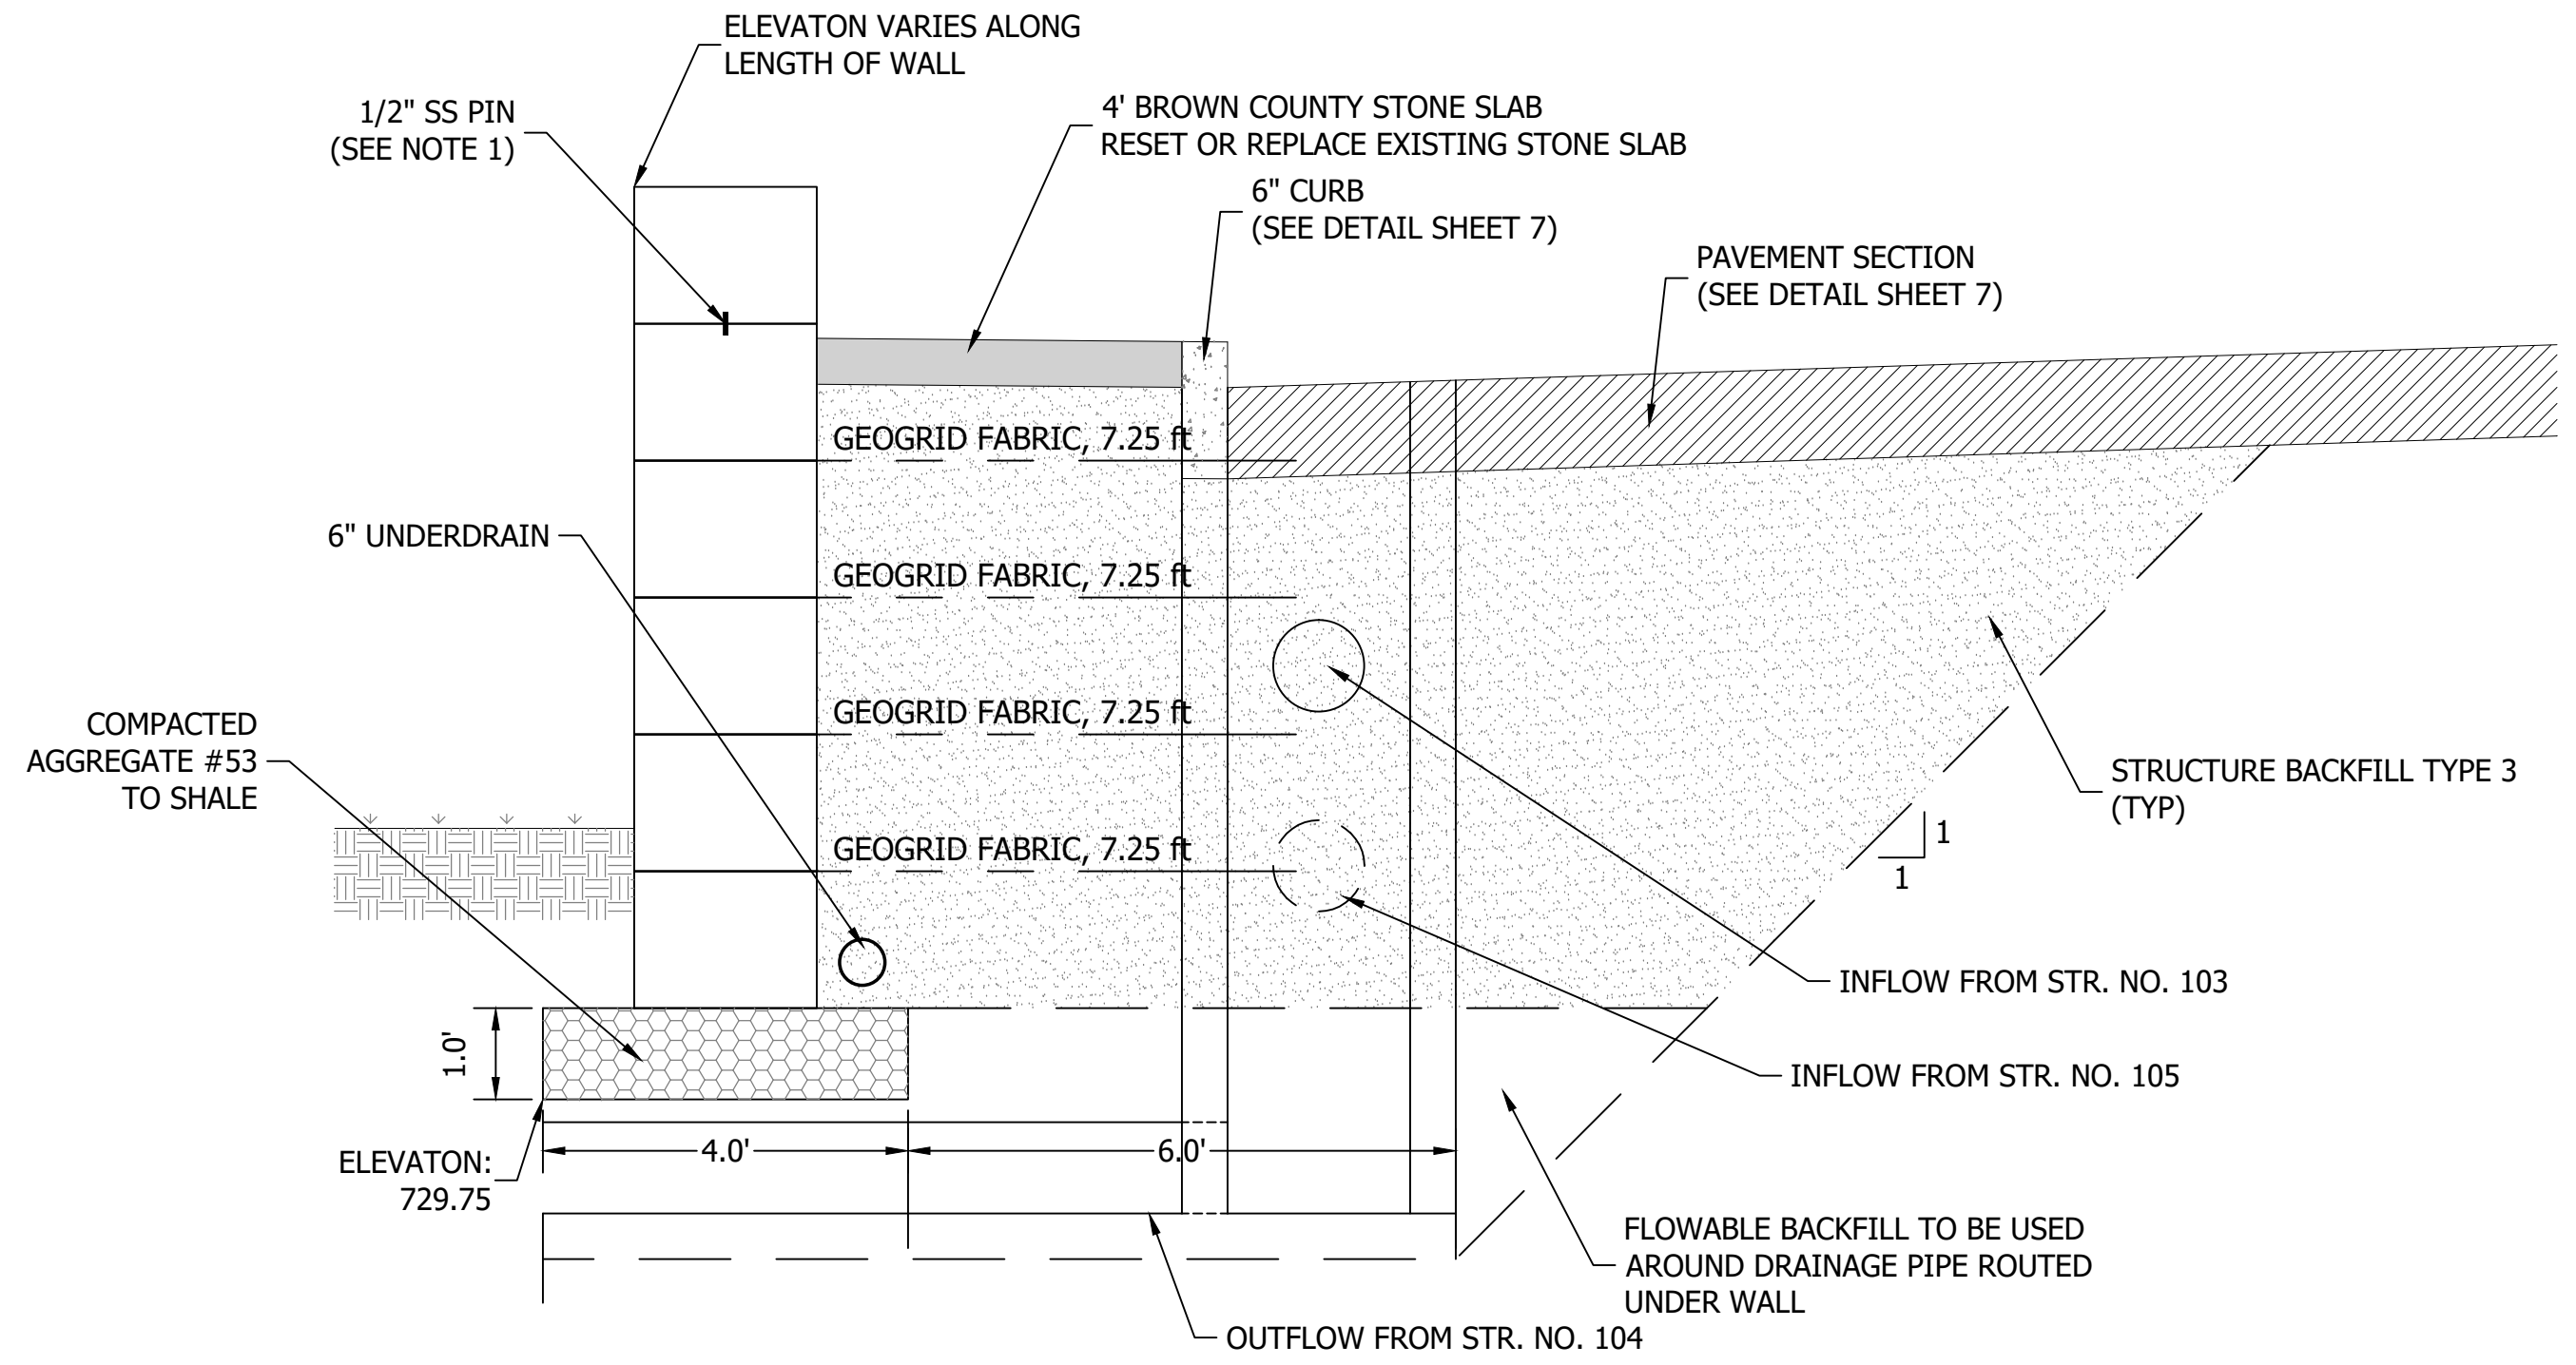 ELEVATON VARIES ALONG
LENGTH OF WALL
1/2" SS PIN
(SEE NOTE 1)
4' BROWN COUNTY STONE SLAB
RESET OR REPLACE EXISTING STONE SLAB
6" CURB
(SEE DETAIL SHEET 7)
PAVEMENT SECTION
(SEE DETAIL SHEET 7)
GEOGRID FABRIC, 7.25 ft
6" UNDERDRAIN
GEOGRID FABRIC, 7.25 ft
GEOGRID FABRIC, 7.25 ft
COMPACTED
AGGREGATE #53
TO SHALE
STRUCTURE BACKFILL TYPE 3
(TYP)
GEOGRID FABRIC, 7.25 ft
1
1
INFLOW FROM STR. NO. 103
1.0'
INFLOW FROM STR. NO. 105
4.0'
6.0'
ELEVATON:
729.75
FLOWABLE BACKFILL TO BE USED
AROUND DRAINAGE PIPE ROUTED
UNDER WALL
OUTFLOW FROM STR. NO. 104